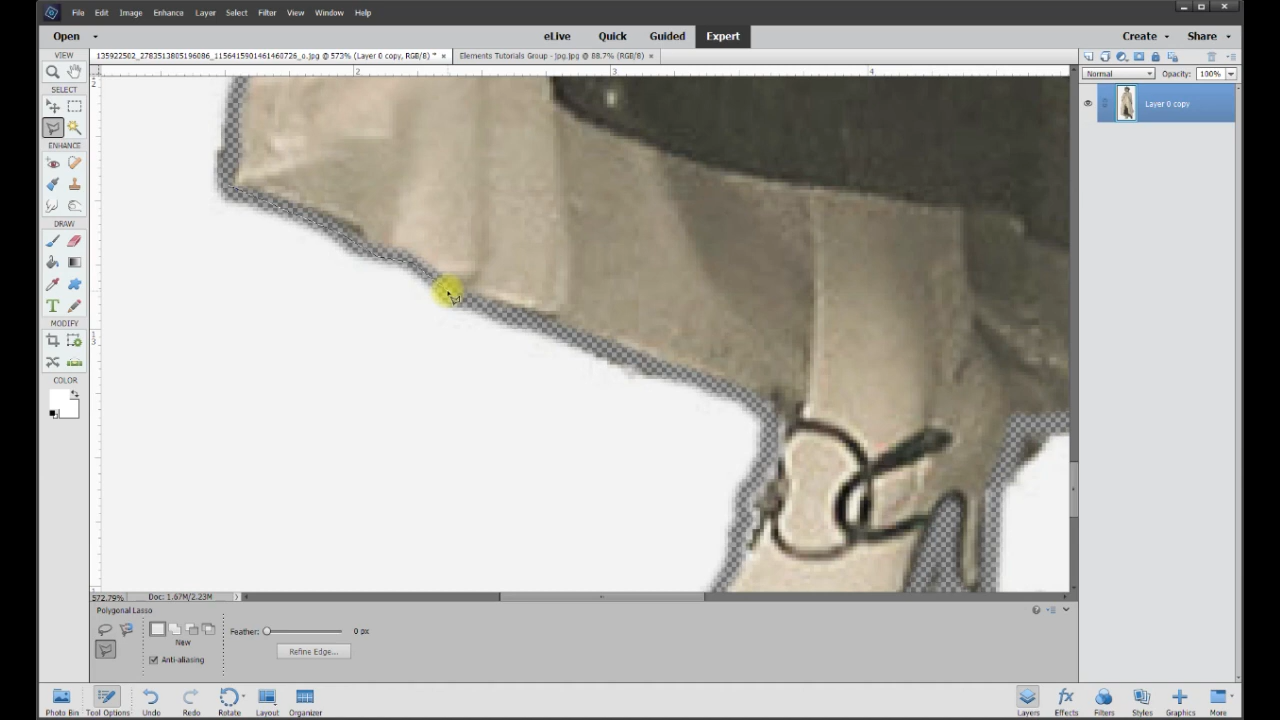 File Edit Image Enhance Layer Select Filter View Window Help
Open eLive Quick Guided Expert Create Share
VIEW
135922502_2783513805196086_1156415901461460726_o.jpg @ 573% (Layer 0 copy, RGB/8) * × Elements Tutorials Group - jpg.jpg @ 88.7% (RGB/8) ×
2 3 4
Normal Opacity: 100%
SELECT
Layer 0 copy
ENHANCE
DRAW
T
MODIFY
COLOR
572.79% Doc: 1.67M/2.23M
Polygonal Lasso
Feather: 0 px
New
Refine Edge...
Anti-aliasing
Photo Bin Tool Options Undo Redo Rotate Layout Organizer Layers Effects Filters Styles Graphics More